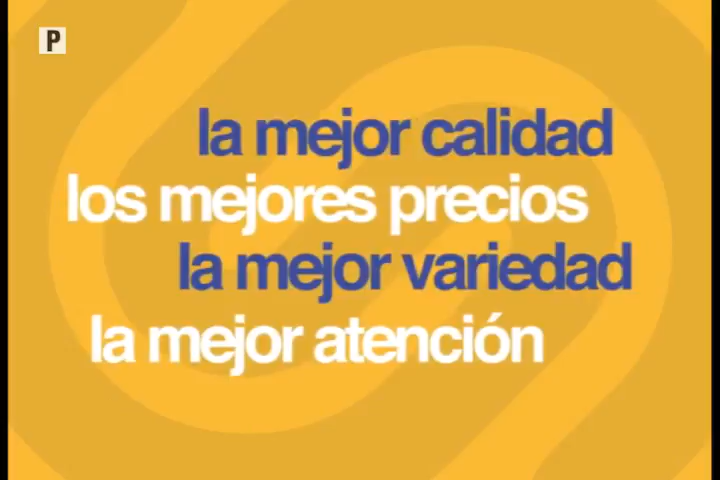 P
la mejor calidad
los mejores precios
la mejor variedad
la mejor atención